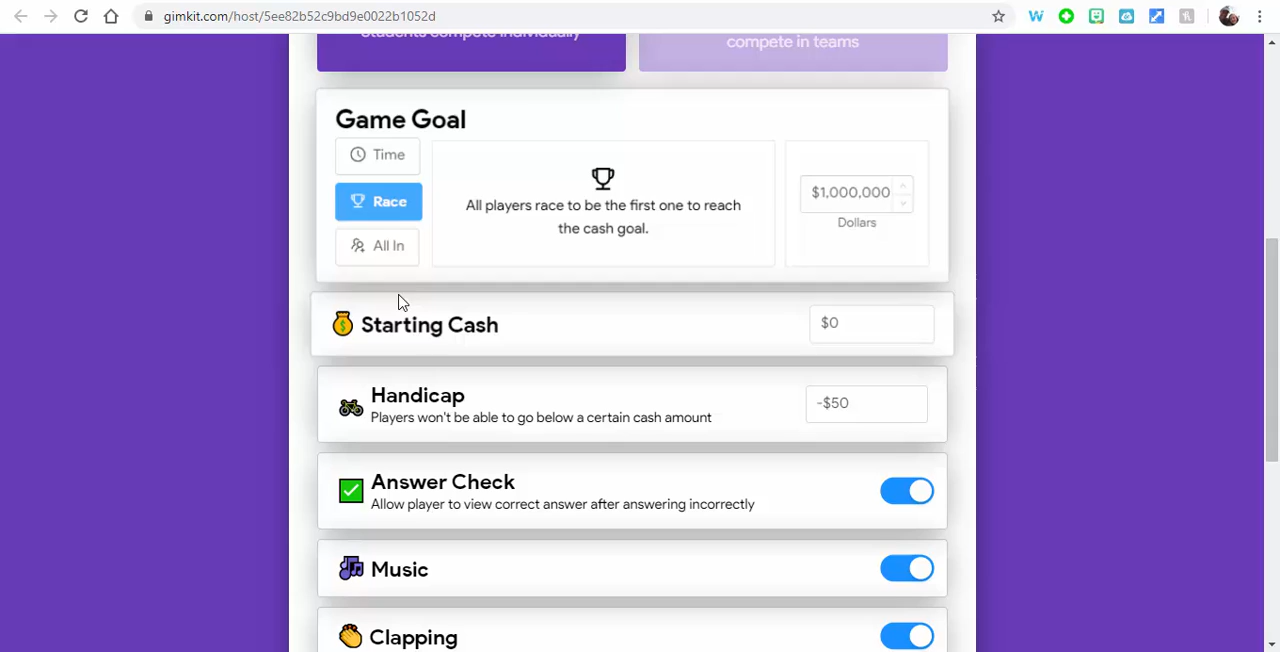 gimkit.com/host/5ee82b52c9bd9e0022b1052d
Students compete individually
compete in teams
Game Goal
Time
Race
All In
All players race to be the first one to reach
the cash goal.
$1,000,000
Dollars
Starting Cash
$0
Handicap
Players won't be able to go below a certain cash amount
-$50
Answer Check
Allow player to view correct answer after answering incorrectly
Music
Clapping